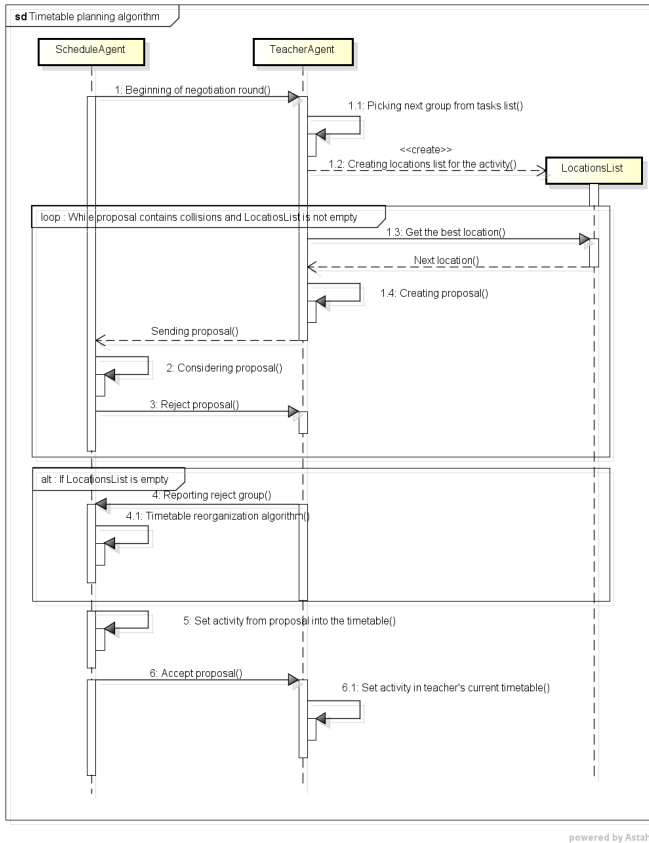 sd Timetable planning algorithm
ScheduleAgent
TeacherAgent
1: Beginning of negotiation round()
1.1: Picking next group from tasks list()
<<create>>
1.2: Creating locations list for the activity()
LocationsList
loop : While proposal contains collisions and LocatiosList is not empty
1.3: Get the best location()
Next location()
1.4: Creating proposal()
Sending proposal()
2: Considering proposal()
3: Reject proposal()
alt : If LocationsList is empty
4: Reporting reject group()
4.1: Timetable reorganization algorithm()
5: Set activity from proposal into the timetable()
6: Accept proposal()
6.1: Set activity in teacher's current timetable()
powered by Astah